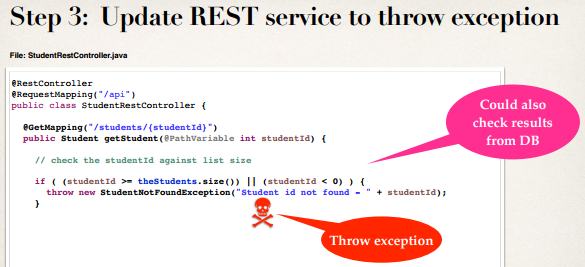 Step 3: Update REST service to throw exception
File: StudentRestController.java
@RestController
@RequestMapping("/api")
public class StudentRestController {
@GetMapping("/students/{studentId}")
public Student getStudent(@PathVariable int studentId) {
// check the studentId against list size
if ( (studentId >= theStudents.size()) || (studentId < 0) ) {
throw new StudentNotFoundException("Student id not found - " + studentId);
}
Could also
check results
from DB
Throw exception